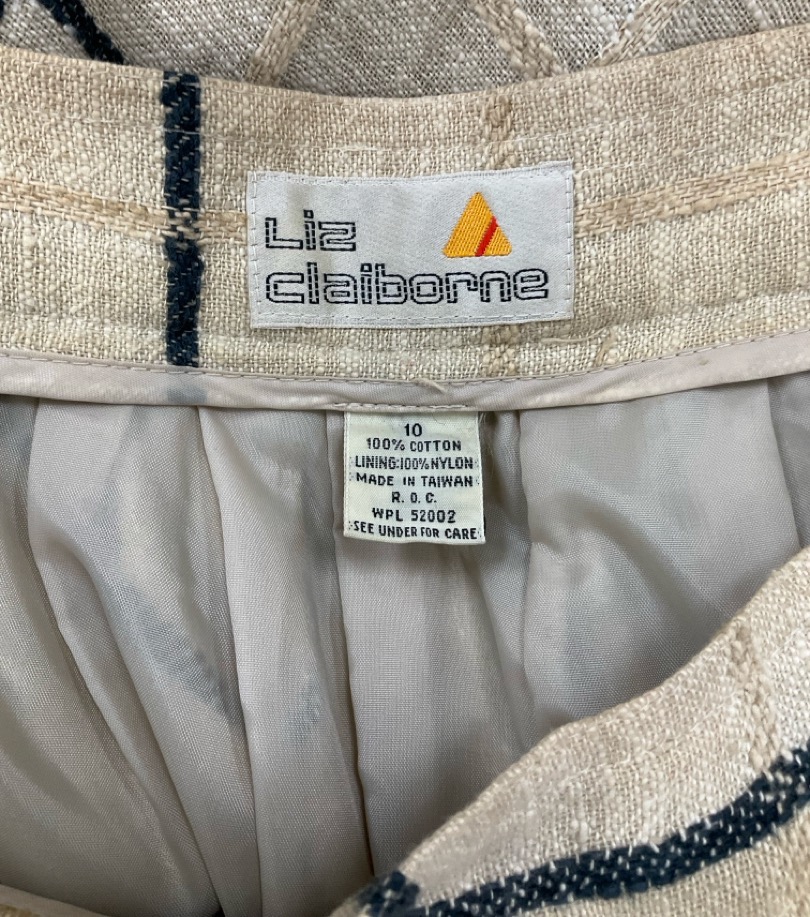 Liz
claiborne
10
100% COTTON
LINING:100%NYLON
MADE IN TAIWAN
R. O. C.
WPL 52002
SEE UNDER FOR CARE